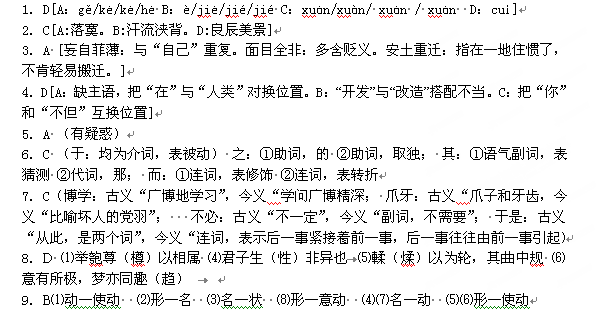 1. D[A: gě/kè/ké/hé B: è/jié/jié/jié C: xuán/xuàn/ xuán / xuán D: cuì]
2. C[A:落寞。B:汗流浃背。D:良辰美景]
3. A [妄自菲薄：与“自己”重复。面目全非：多含贬义。安土重迁：指在一地住惯了，
不肯轻易搬迁。]
4. D[A：缺主语，把“在”与“人类”对换位置。B：“开发”与“改造”搭配不当。C：把“你”
和“不但”互换位置]
5. A （有疑惑）
6. C （于：均为介词，表被动） 之：①助词，的 ②助词，取独； 其：①语气副词，表
猜测 ②代词，那； 而：①连词，表修饰 ②连词，表转折
7. C（博学：古义“广博地学习”，今义“学问广博精深； 爪牙：古义“爪子和牙齿，今
义“比喻坏人的党羽”； 不必：古义“不一定”，今义“副词，不需要”； 于是：古义
“从此，是两个词”，今义“连词，表示后一事紧接着前一事，后一事往往由前一事引起）
8. D ⑴举匏尊（樽）以相属 ⑷君子生（性）非异也 ⑸輮（煣）以为轮，其曲中规 ⑹
意有所极，梦亦同趣（趋）
9. B⑴动—使动 ⑵形—名 ⑶名—状 ⑻形—意动 ⑷⑺名—动 ⑸⑹形—使动